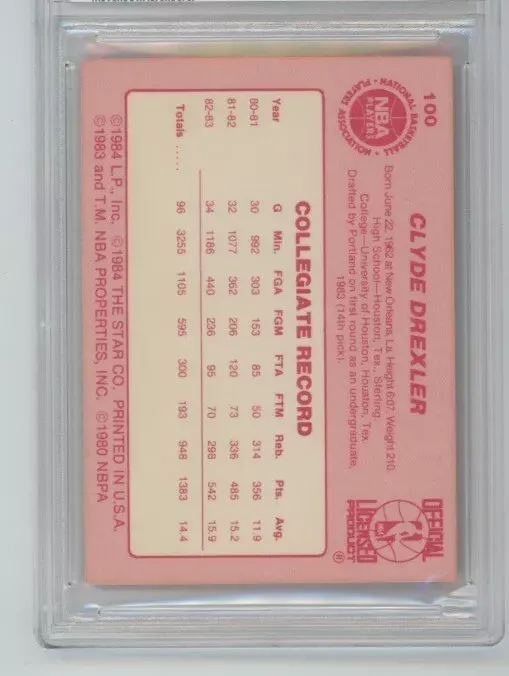 100
CLYDE DREXLER
NATIONAL BASKETBALL
PLAYERS ASSOCIATION
NBA
PLAYERS
Born June 22, 1962 at New Orleans, La. Height 6:07. Weight 210.
High School—Houston, Tex., Sterling
College—University of Houston, Houston, Tex.
Drafted by Portland on first round as an undergraduate,
1983 (14th pick).
OFFICIAL
LICENSED
PRODUCT
®
COLLEGIATE RECORD
Year G Min. FGA FGM FTA FTM Reb. Pts. Avg.
80-81 30 992 303 153 85 50 314 356 11.9
81-82 32 1077 362 206 120 73 336 485 15.2
82-83 34 1186 440 236 95 70 298 542 15.9
Totals ..... 96 3255 1105 595 300 193 948 1383 14.4
©1984 L.P., Inc. ©1984 THE STAR CO. PRINTED IN U.S.A.
©1983 and T.M. NBA PROPERTIES, INC. ©1980 NBPA